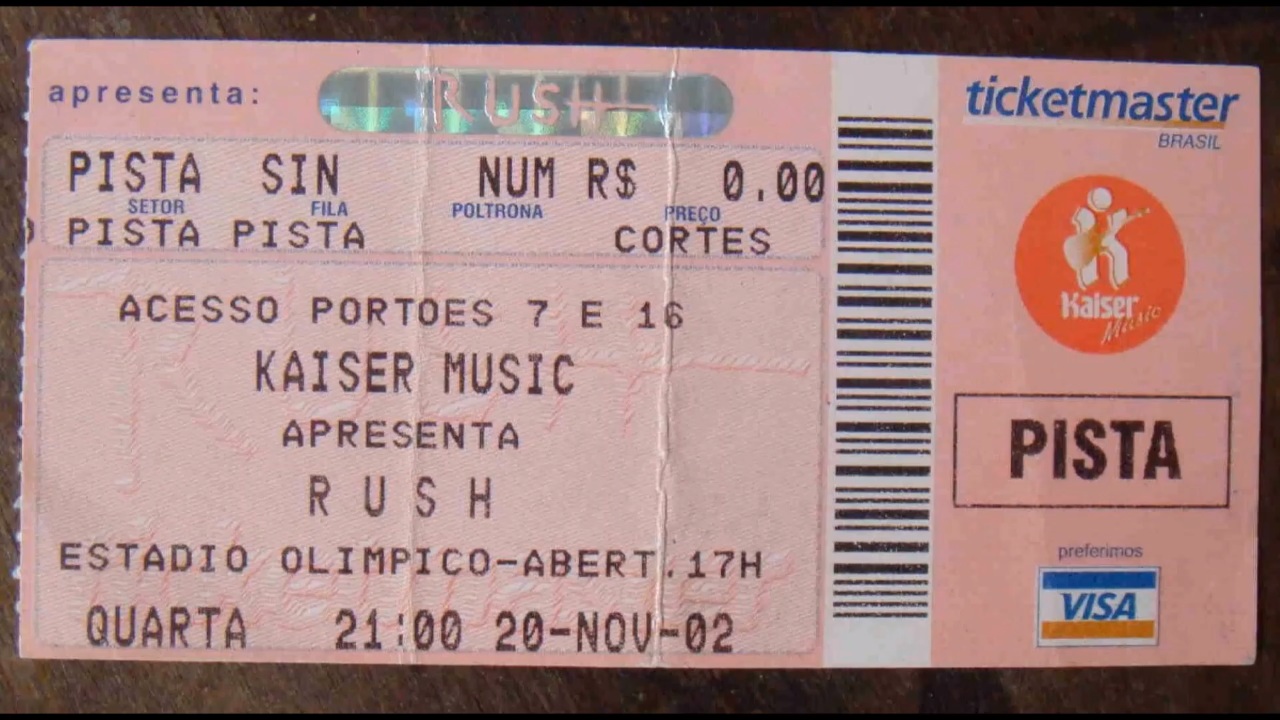 apresenta: RUSH
PISTA SIN NUM R$ 0.00
SETOR FILA POLTRONA PREÇO
PISTA PISTA CORTES
ACESSO PORTOES 7 E 16
KAISER MUSIC
APRESENTA
R U S H
ESTADIO OLIMPICO-ABERT.17H
QUARTA 21:00 20-NOV-02
ticketmaster
BRASIL
Kaiser
Music
PISTA
preferimos
VISA